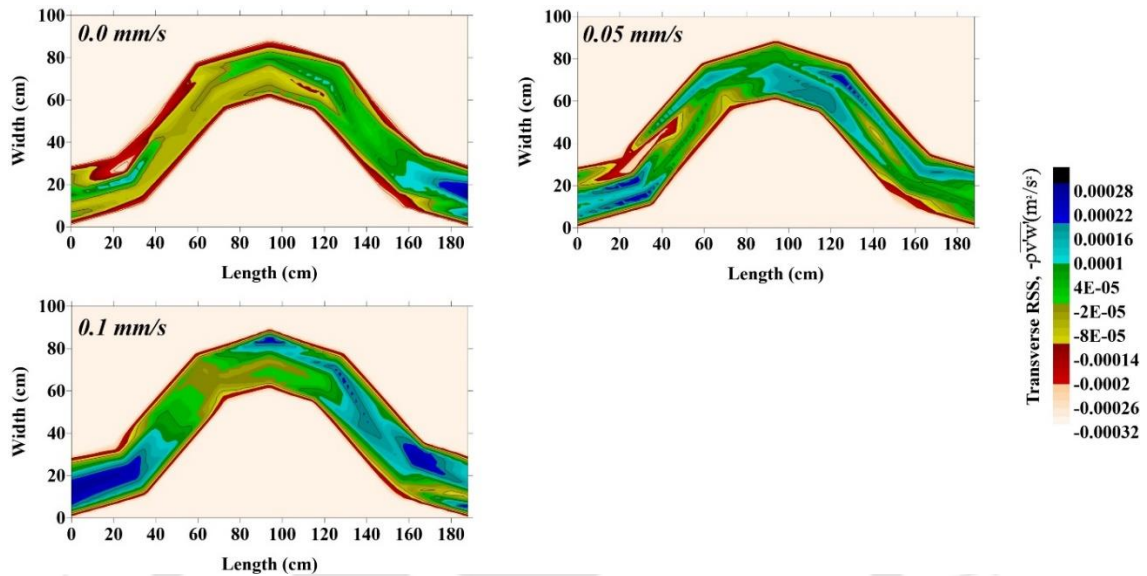 0.0 mm/s
100
80
60
40
20
0
Width (cm)
0 20 40 60 80 100 120 140 160 180
Length (cm)
0.05 mm/s
100
80
60
40
20
0
Width (cm)
0 20 40 60 80 100 120 140 160 180
Length (cm)
0.1 mm/s
100
80
60
40
20
0
Width (cm)
0 20 40 60 80 100 120 140 160 180
Length (cm)
Transverse RSS, -ρv'w'(m²/s²)
0.00028
0.00022
0.00016
0.0001
4E-05
-2E-05
-8E-05
-0.00014
-0.0002
-0.00026
-0.00032